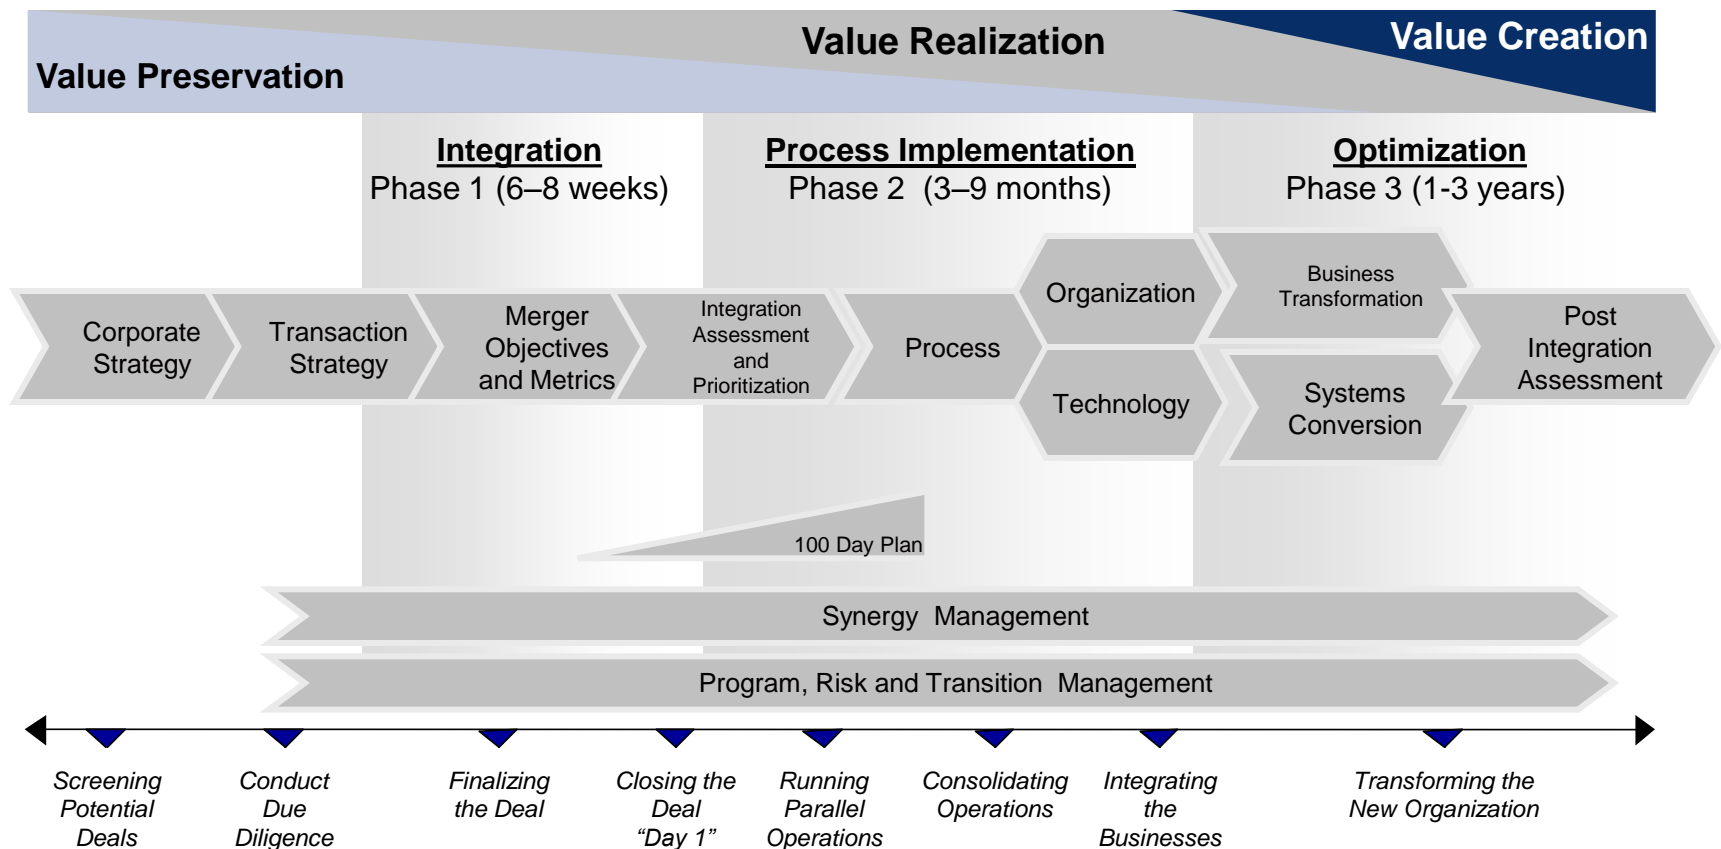 Value Preservation
Value Realization
Value Creation
Integration
Phase 1 (6–8 weeks)
Process Implementation
Phase 2 (3–9 months)
Optimization
Phase 3 (1-3 years)
Corporate
Strategy
Transaction
Strategy
Merger
Objectives
and Metrics
Integration
Assessment
and
Prioritization
Process
Organization
Technology
Business
Transformation
Systems
Conversion
Post
Integration
Assessment
100 Day Plan
Synergy Management
Program, Risk and Transition Management
Screening
Potential
Deals
Conduct
Due
Diligence
Finalizing
the Deal
Closing the
Deal
“Day 1”
Running
Parallel
Operations
Consolidating
Operations
Integrating
the
Businesses
Transforming the
New Organization